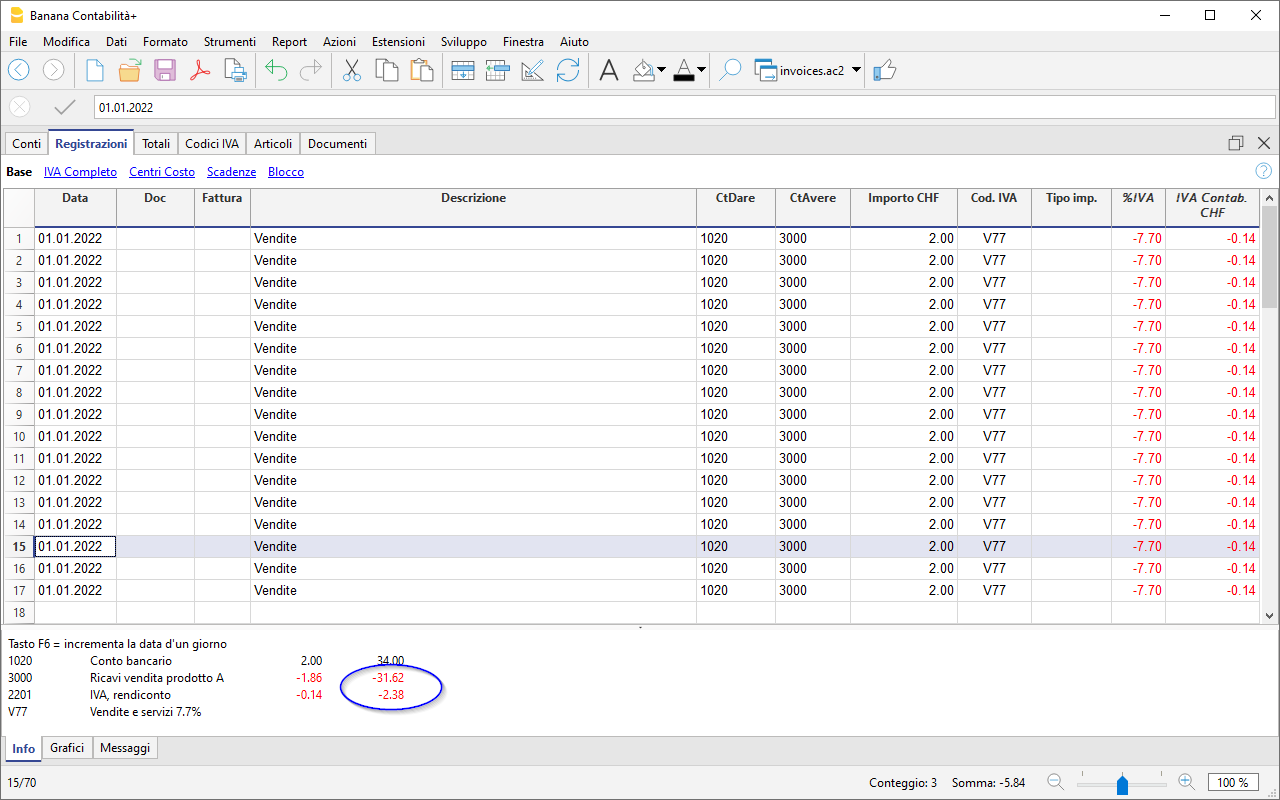 Banana Contabilità+
File Modifica Dati Formato Strumenti Report Azioni Estensioni Sviluppo Finestra Aiuto
invoices.ac2
01.01.2022
Conti Registrazioni Totali Codici IVA Articoli Documenti
Base IVA Completo Centri Costo Scadenze Blocco
Data Doc Fattura Descrizione CtDare CtAvere Importo CHF Cod. IVA Tipo imp. %IVA IVA Contab. CHF
1 01.01.2022 Vendite 1020 3000 2.00 V77 -7.70 -0.14
2 01.01.2022 Vendite 1020 3000 2.00 V77 -7.70 -0.14
3 01.01.2022 Vendite 1020 3000 2.00 V77 -7.70 -0.14
4 01.01.2022 Vendite 1020 3000 2.00 V77 -7.70 -0.14
5 01.01.2022 Vendite 1020 3000 2.00 V77 -7.70 -0.14
6 01.01.2022 Vendite 1020 3000 2.00 V77 -7.70 -0.14
7 01.01.2022 Vendite 1020 3000 2.00 V77 -7.70 -0.14
8 01.01.2022 Vendite 1020 3000 2.00 V77 -7.70 -0.14
9 01.01.2022 Vendite 1020 3000 2.00 V77 -7.70 -0.14
10 01.01.2022 Vendite 1020 3000 2.00 V77 -7.70 -0.14
11 01.01.2022 Vendite 1020 3000 2.00 V77 -7.70 -0.14
12 01.01.2022 Vendite 1020 3000 2.00 V77 -7.70 -0.14
13 01.01.2022 Vendite 1020 3000 2.00 V77 -7.70 -0.14
14 01.01.2022 Vendite 1020 3000 2.00 V77 -7.70 -0.14
15 01.01.2022 Vendite 1020 3000 2.00 V77 -7.70 -0.14
16 01.01.2022 Vendite 1020 3000 2.00 V77 -7.70 -0.14
17 01.01.2022 Vendite 1020 3000 2.00 V77 -7.70 -0.14
18
Tasto F6 = incrementa la data d'un giorno
1020 Conto bancario 2.00 34.00
3000 Ricavi vendita prodotto A -1.86 -31.62
2201 IVA, rendiconto -0.14 -2.38
V77 Vendite e servizi 7.7%
Info Grafici Messaggi
15/70 Conteggio: 3 Somma: -5.84 100 %